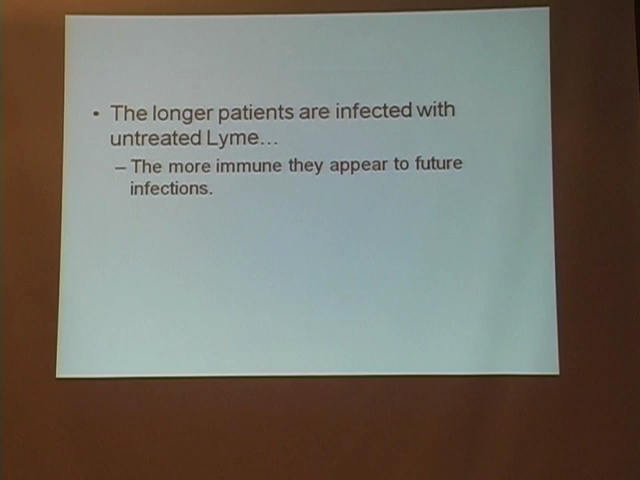 • The longer patients are infected with
untreated Lyme...
– The more immune they appear to future
infections.